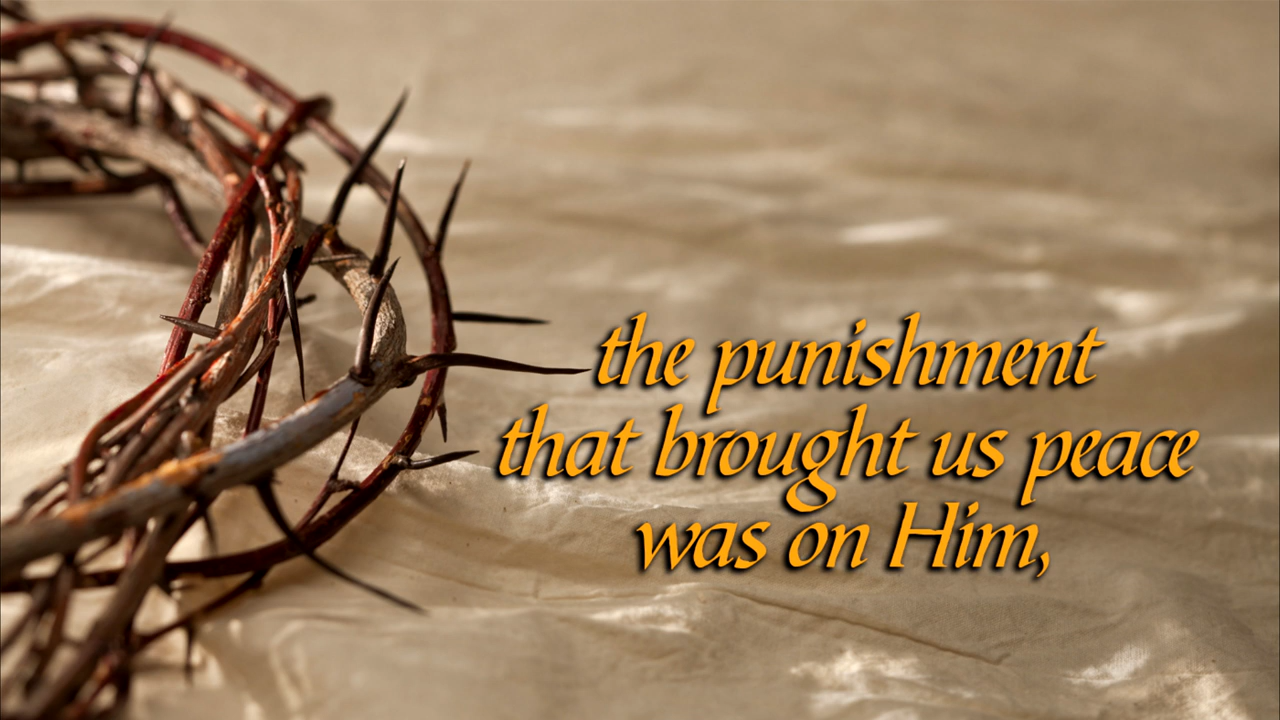 the punishment
that brought us peace
was on Him,